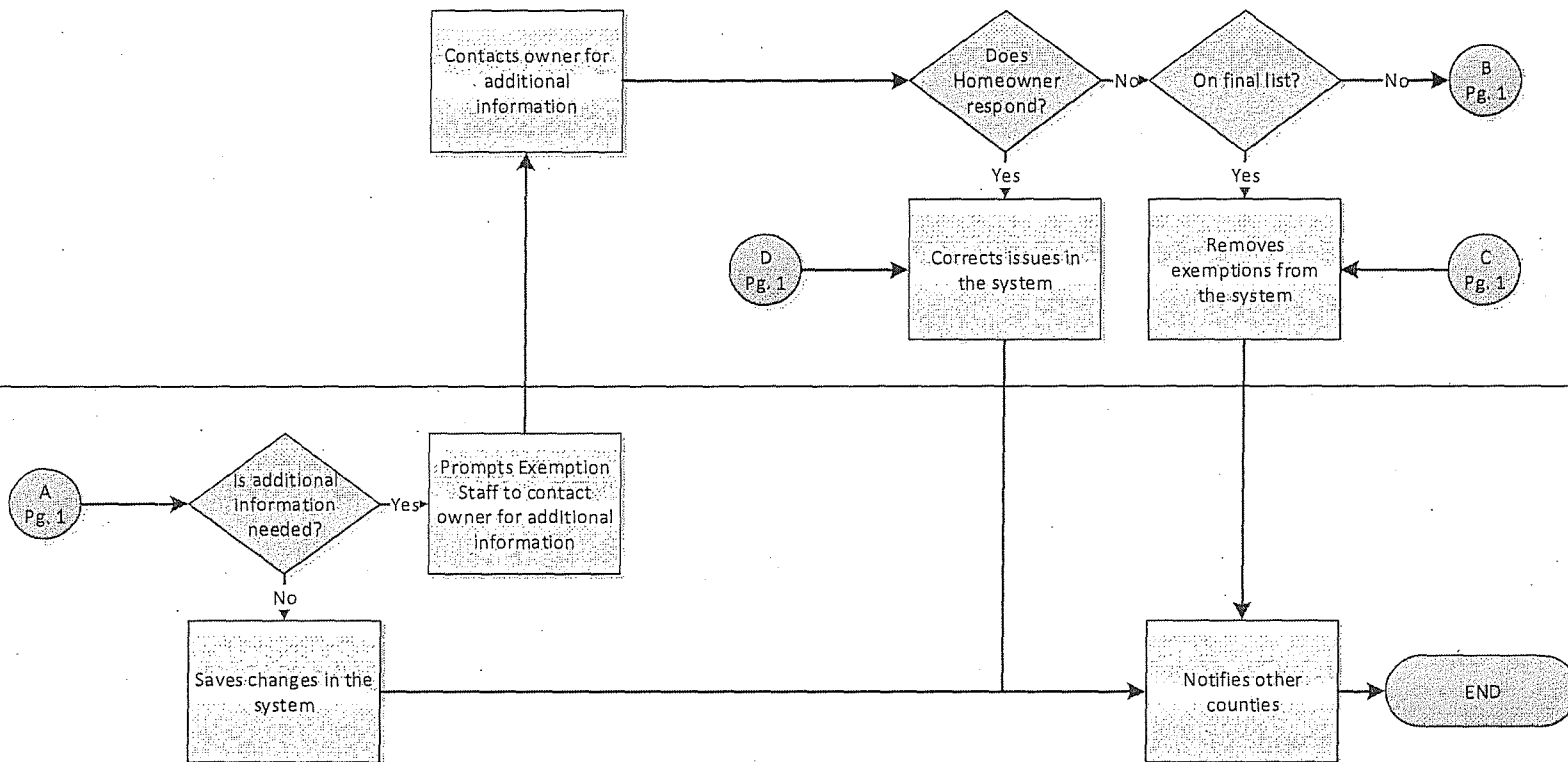 Contacts owner for
additional
information
Does
Homeowner
respond?
No
On final list?
No
B
Pg. 1
Yes
Yes
D
Pg. 1
Corrects issues in
the system
Removes
exemptions from
the system
C
Pg. 1
A
Pg. 1
Is additional
information
needed?
Yes
Prompts Exemption
Staff to contact
owner for additional
information
No
Saves changes in the
system
Notifies other
counties
END